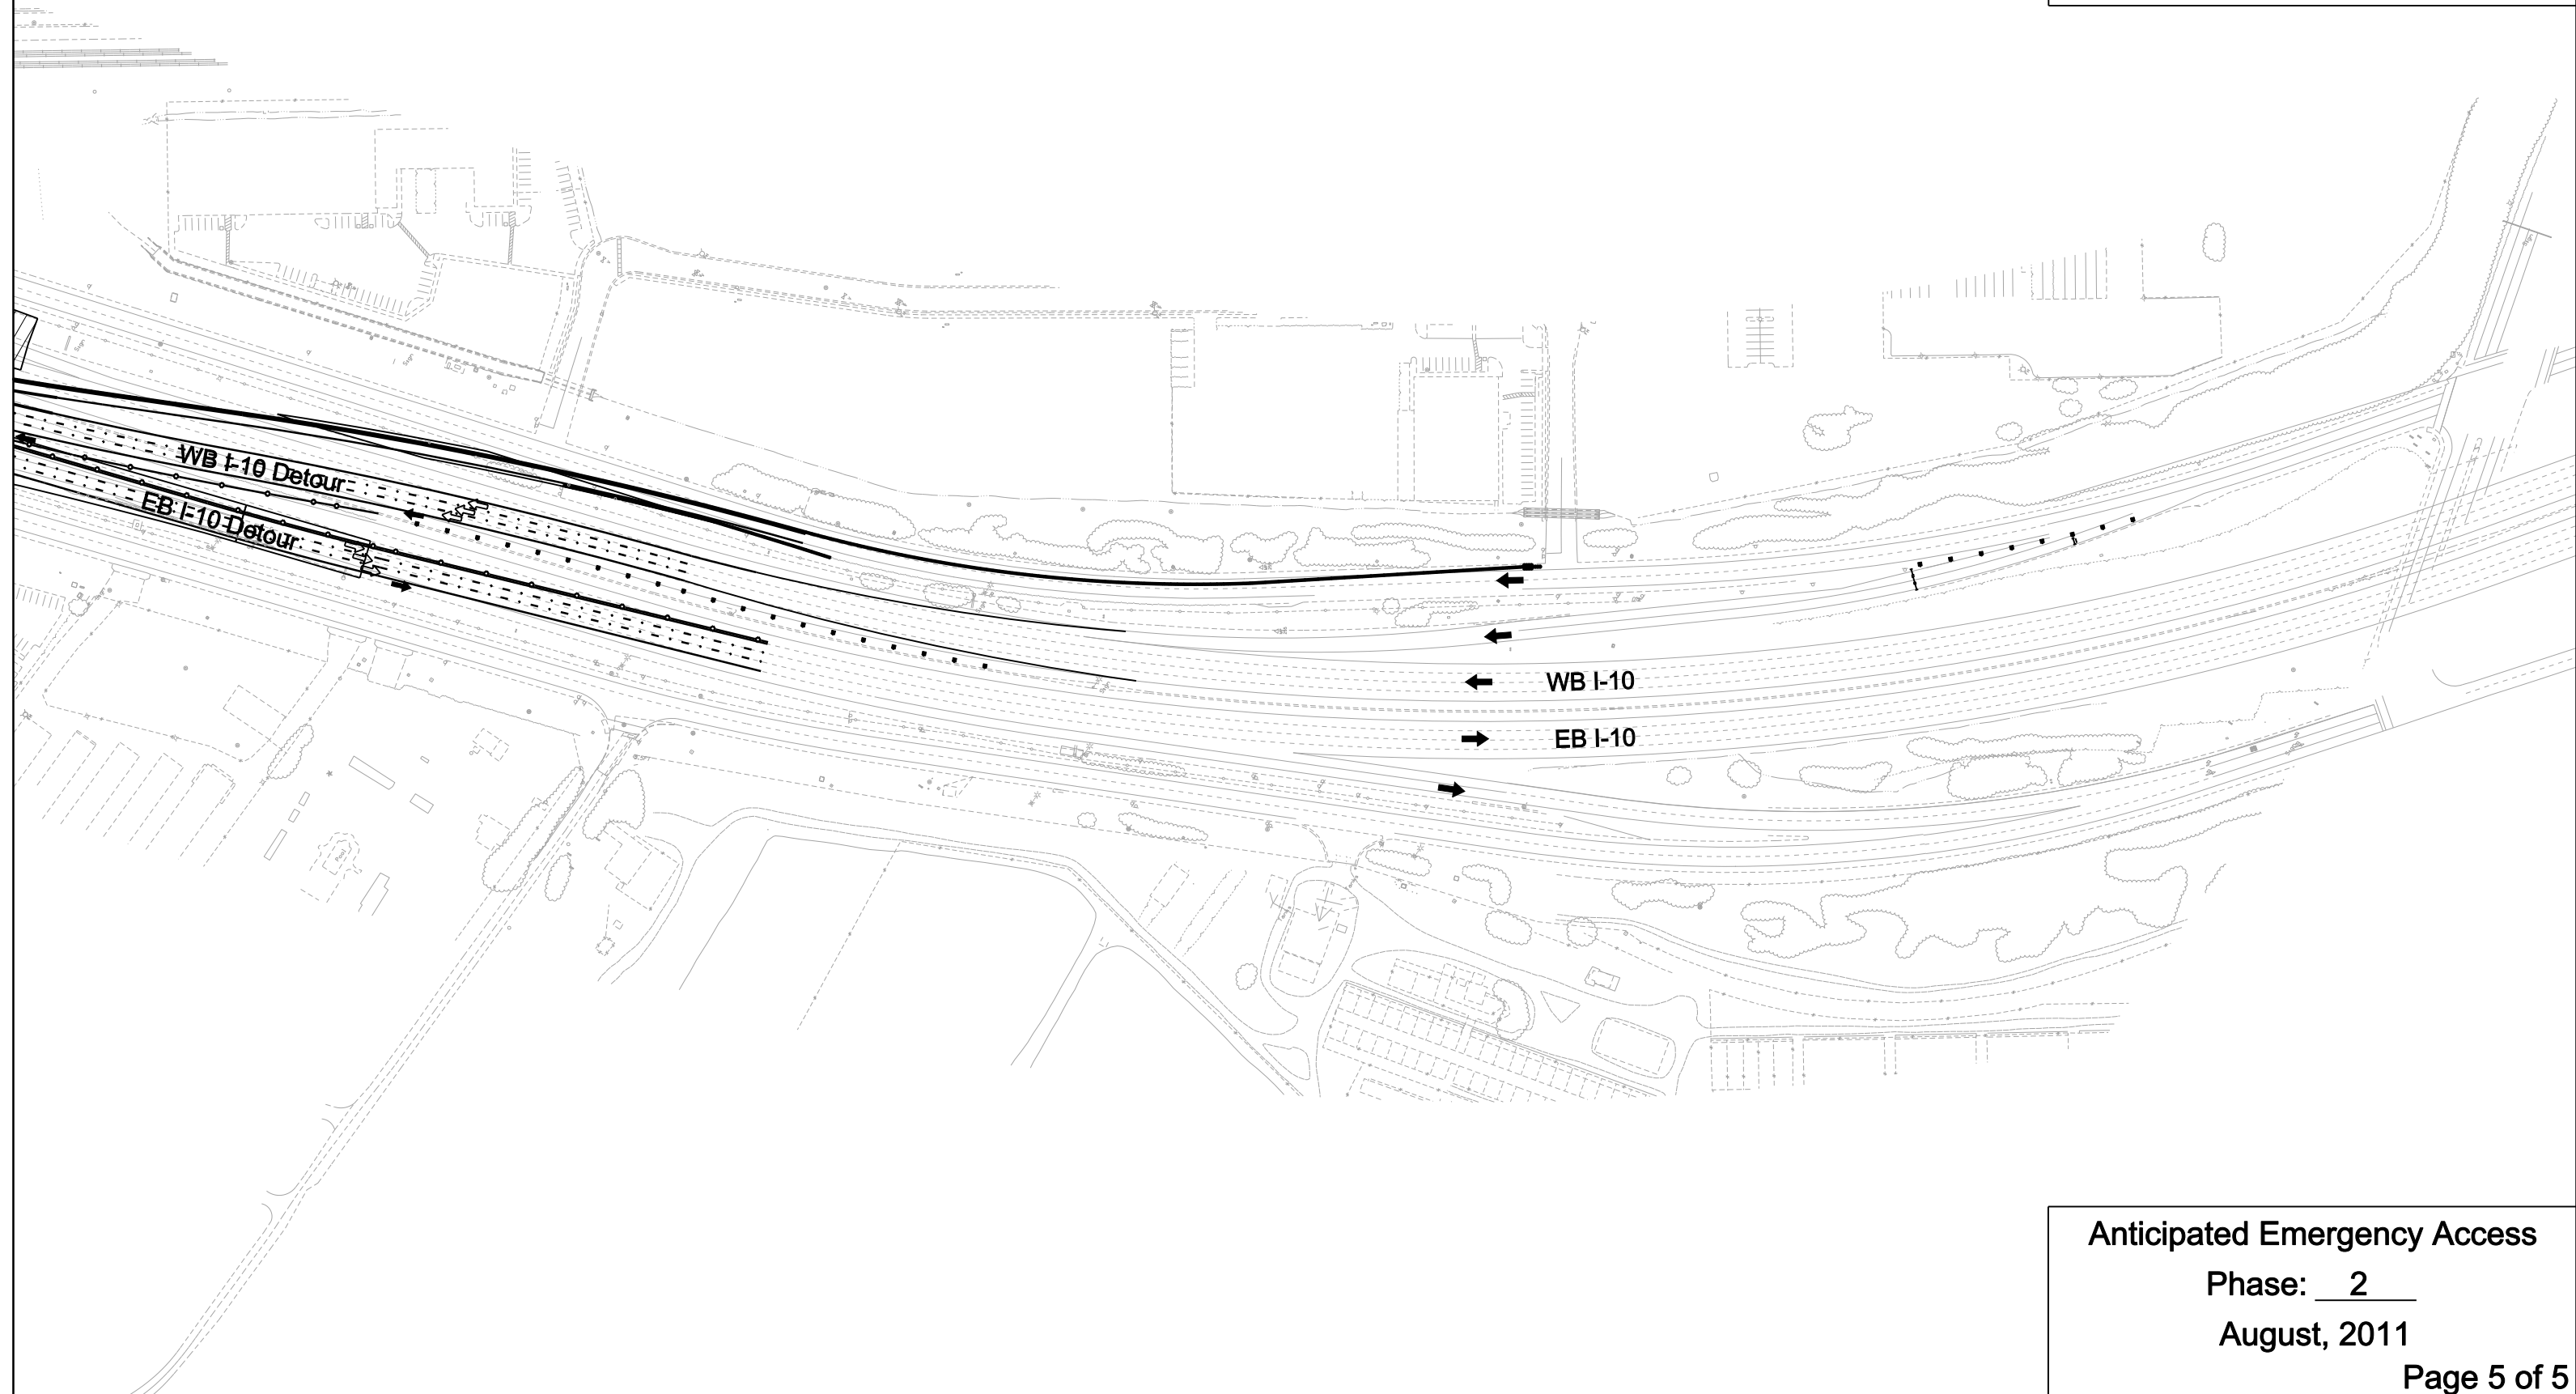 WB I-10 Detour
EB I-10 Detour
WB I-10
EB I-10
Anticipated Emergency Access
Phase: 2
August, 2011
Page 5 of 5